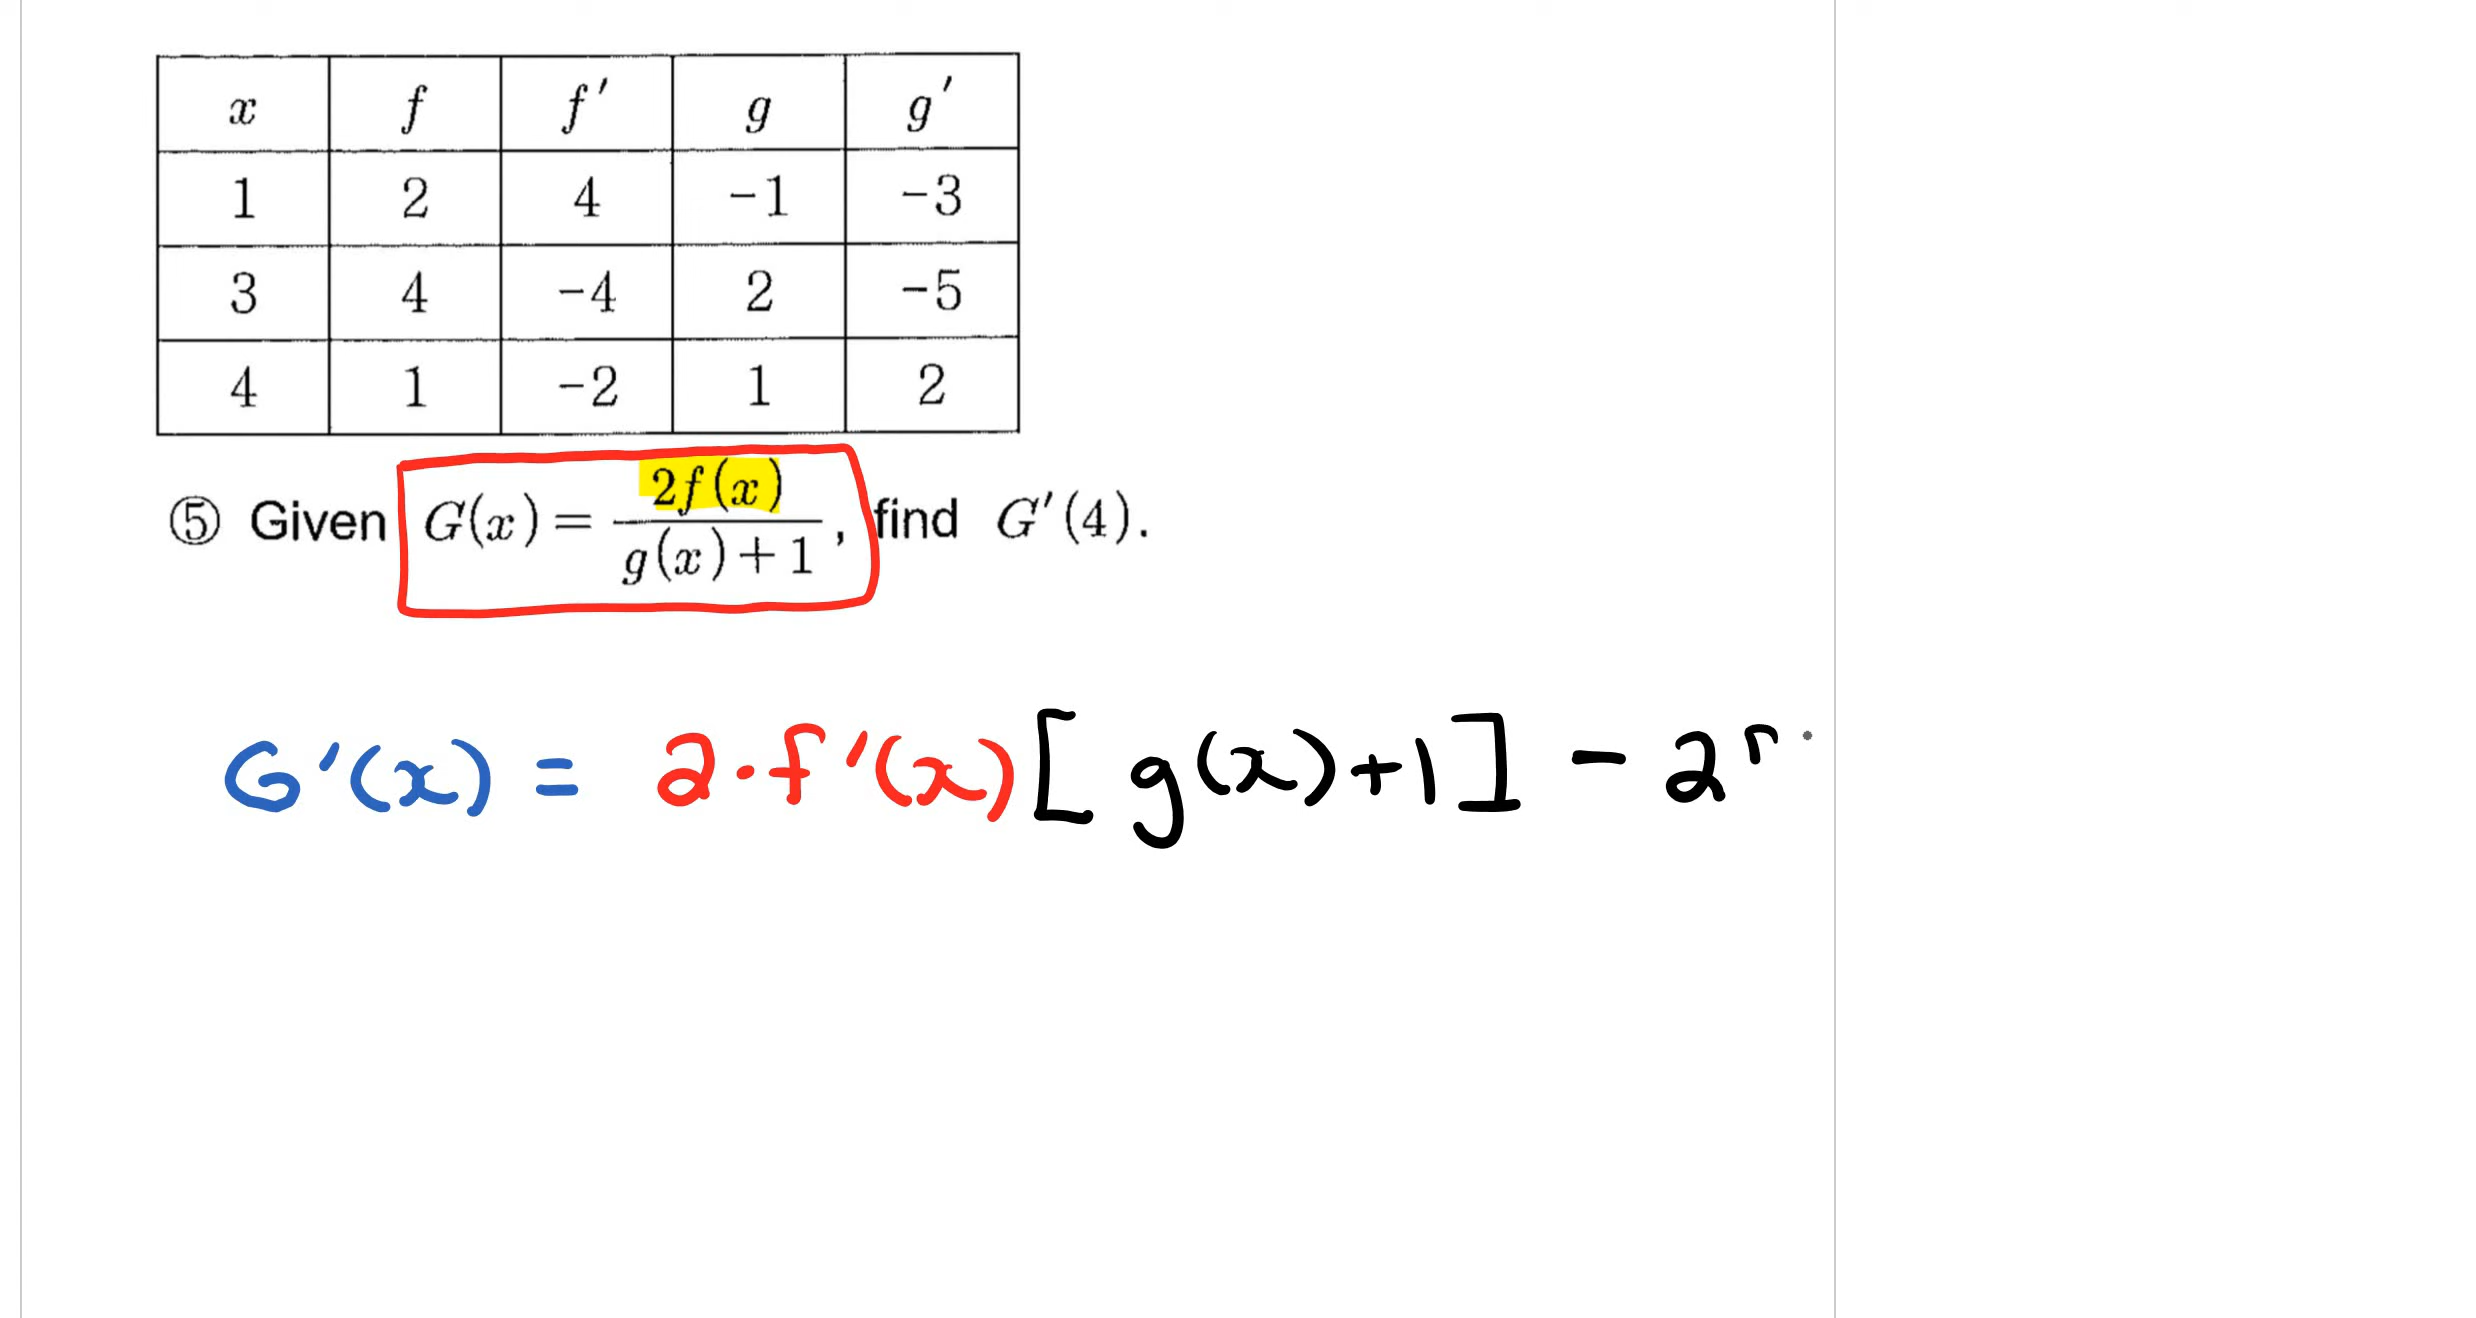 x f f′ g g′
1 2 4 -1 -3
3 4 -4 2 -5
4 1 -2 1 2
⑤ Given G(x) = 2f(x) / g(x)+1 , find G′(4).
G′(x) = 2·f′(x)[g(x)+1] - 2